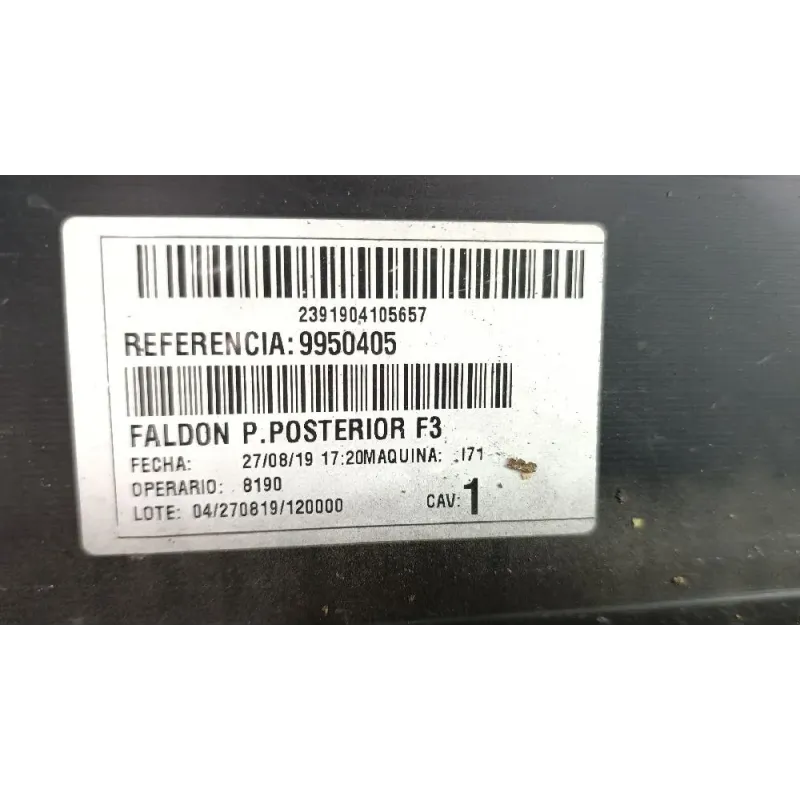 2391904105657
REFERENCIA: 9950405
FALDON P.POSTERIOR F3
FECHA: 27/08/19 17:20MAQUINA: I71
OPERARIO: 8190
LOTE: 04/270819/120000 CAV: 1